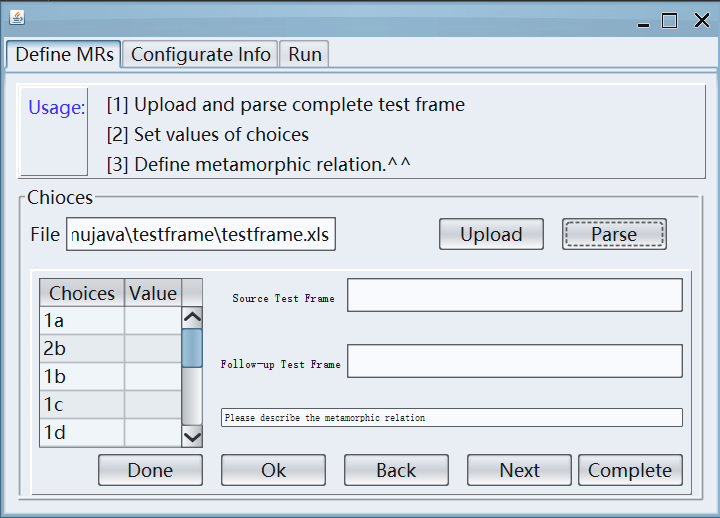 Define MRs Configurate Info Run
Usage: [1] Upload and parse complete test frame
[2] Set values of choices
[3] Define metamorphic relation.^^
Chioces
File nujava\testframe\testframe.xls Upload Parse
Choices Value
1a
2b
1b
1c
1d
Source Test Frame
Follow-up Test Frame
Please describe the metamorphic relation
Done Ok Back Next Complete